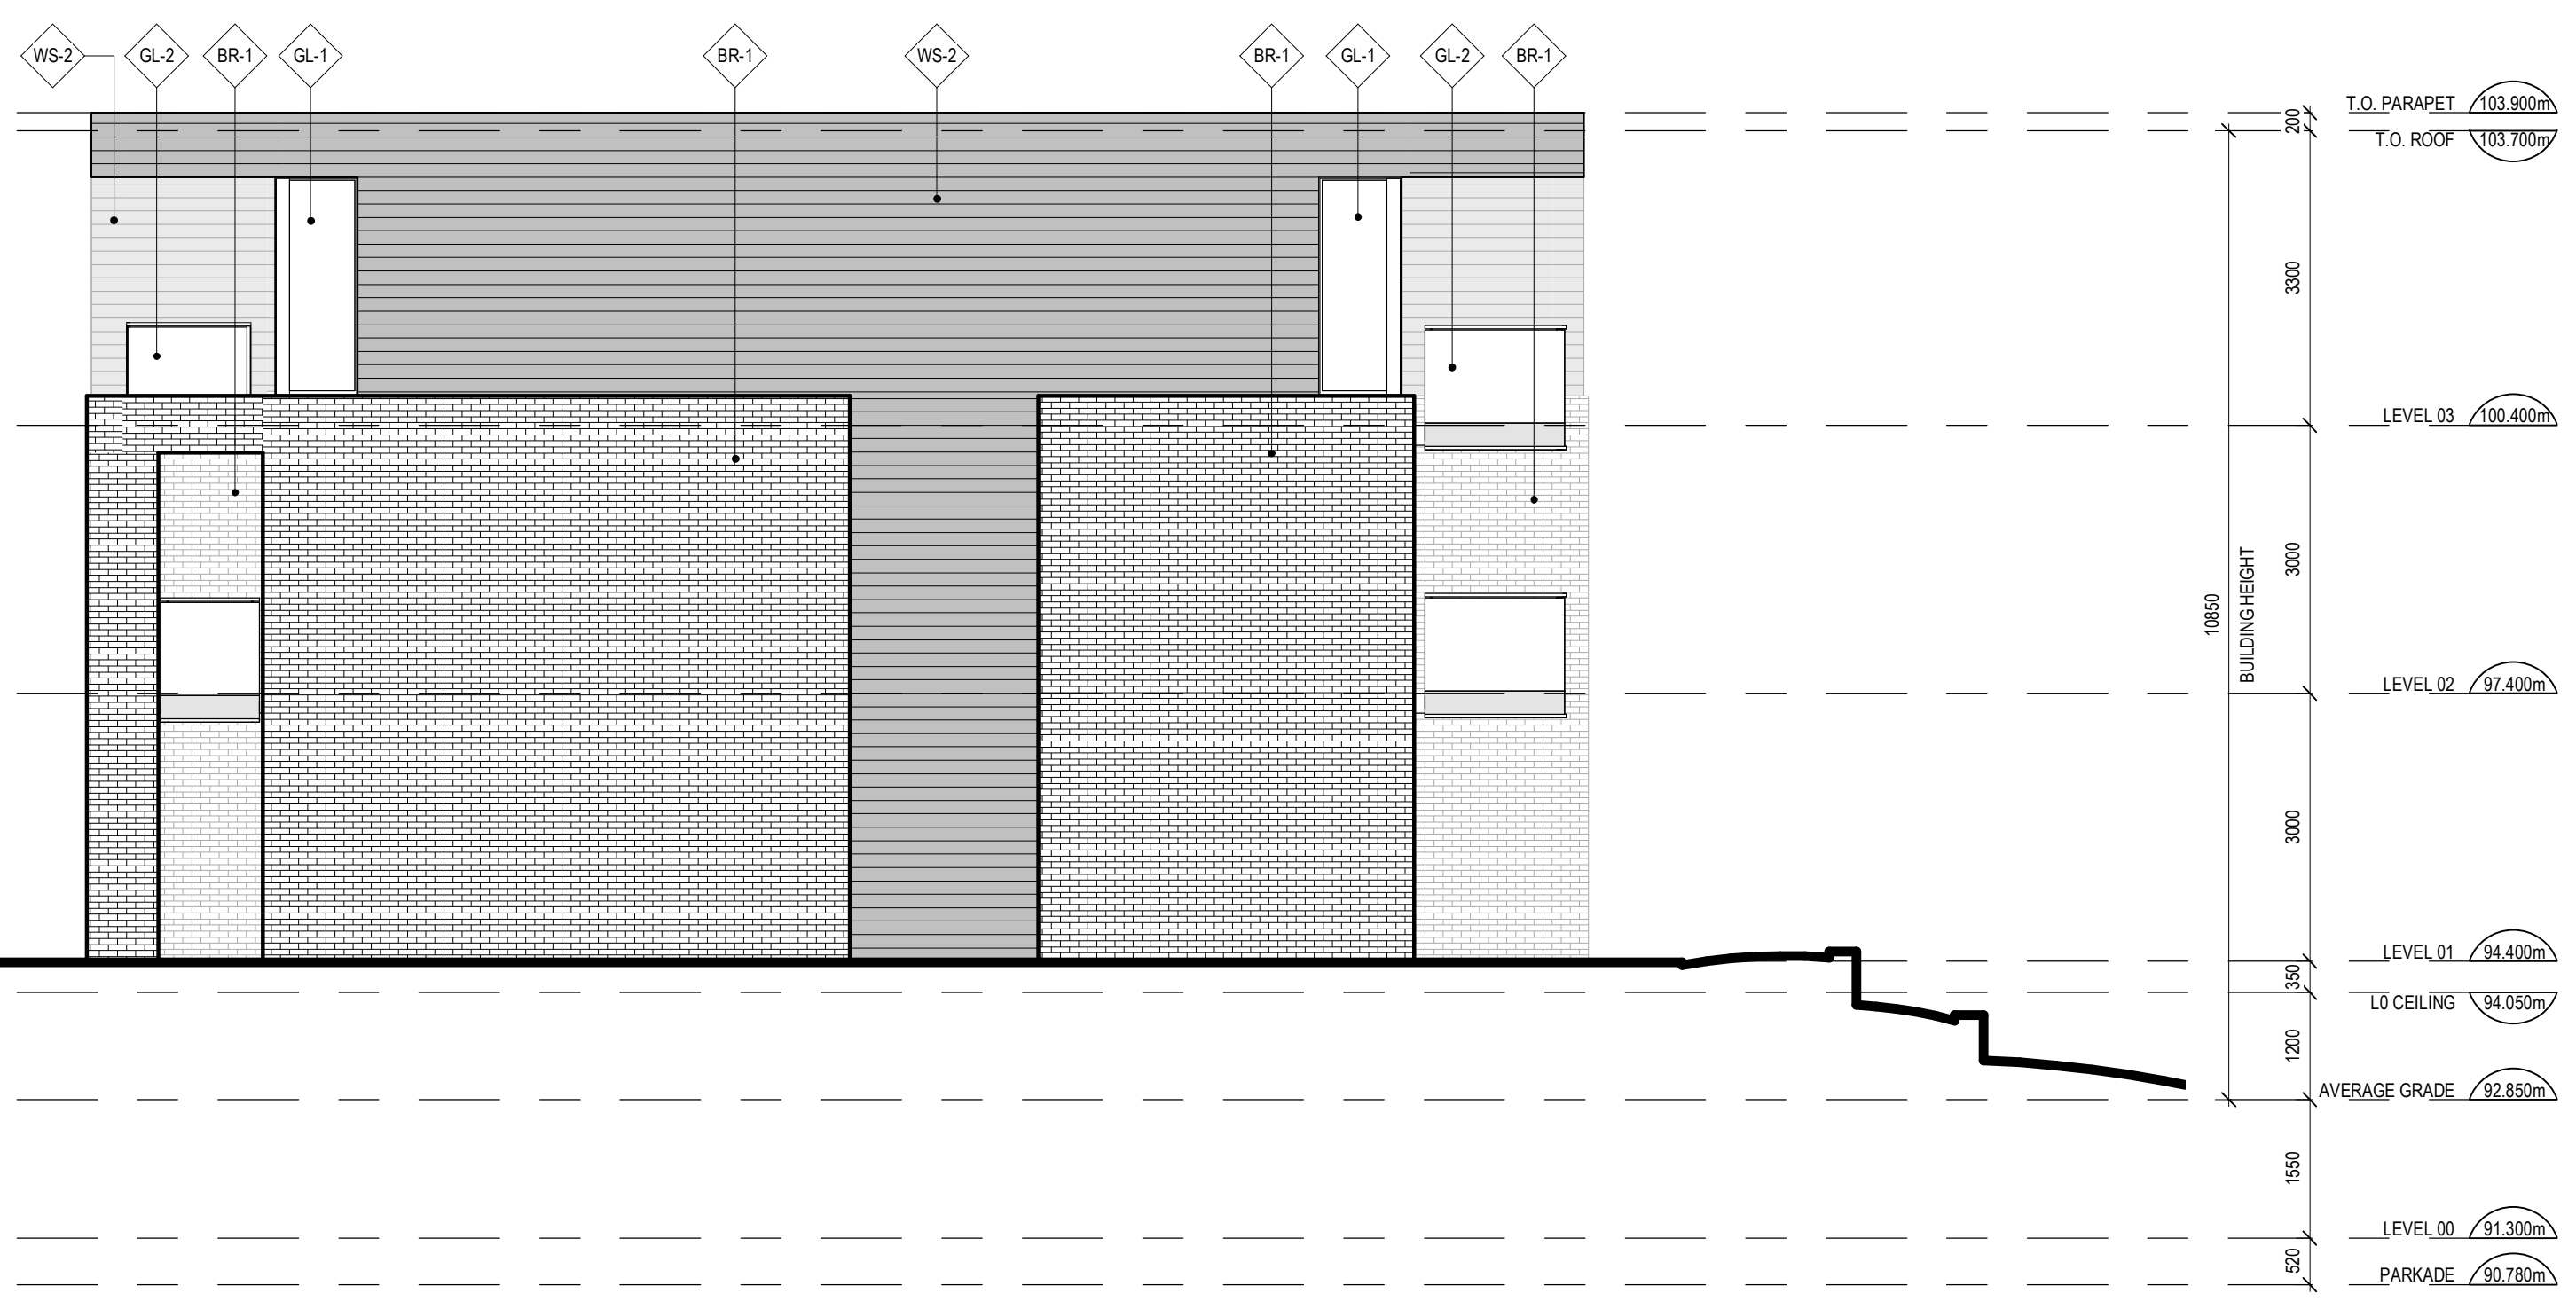 WS-2 GL-2 BR-1 GL-1 BR-1 WS-2 BR-1 GL-1 GL-2 BR-1
T.O. PARAPET 103.900m
200
T.O. ROOF 103.700m
3300
LEVEL 03 100.400m
3000
10850
BUILDING HEIGHT
LEVEL 02 97.400m
3000
LEVEL 01 94.400m
350
L0 CEILING 94.050m
1200
AVERAGE GRADE 92.850m
1550
LEVEL 00 91.300m
520
PARKADE 90.780m